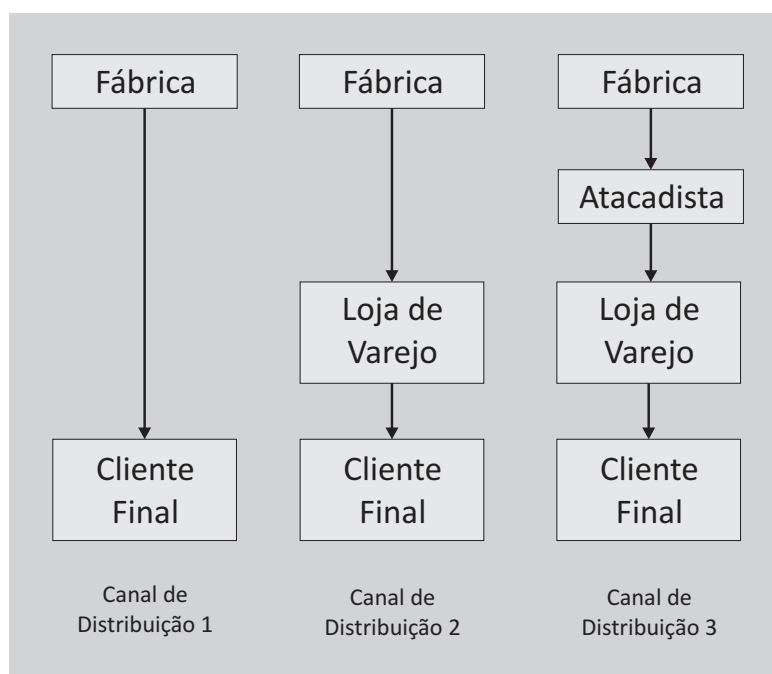 Fábrica
Cliente
Final
Canal de
Distribuição 1
Fábrica
Loja de
Varejo
Cliente
Final
Canal de
Distribuição 2
Fábrica
Atacadista
Loja de
Varejo
Cliente
Final
Canal de
Distribuição 3